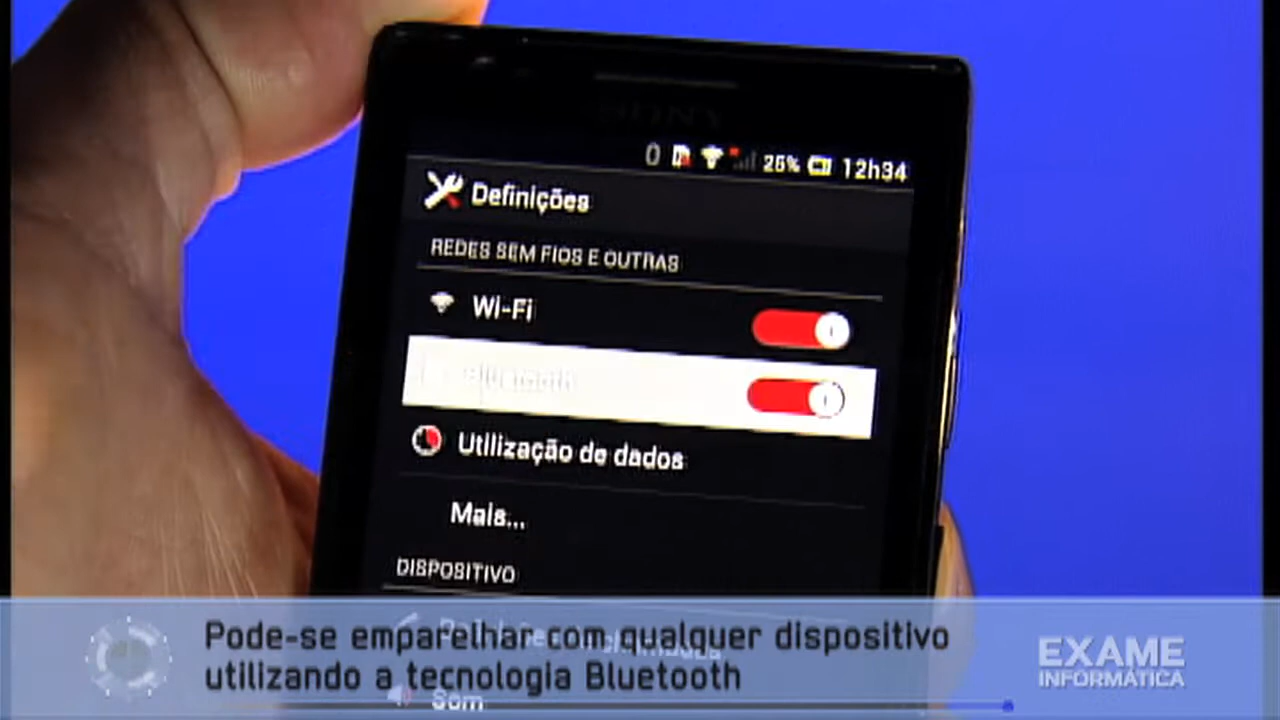 SONY
25% 12h34
Definições
REDES SEM FIOS E OUTRAS
Wi-Fi
Bluetooth
Utilização de dados
Mais...
DISPOSITIVO
Som
Pode-se emparelhar com qualquer dispositivo
utilizando a tecnologia Bluetooth
EXAME
INFORMÁTICA